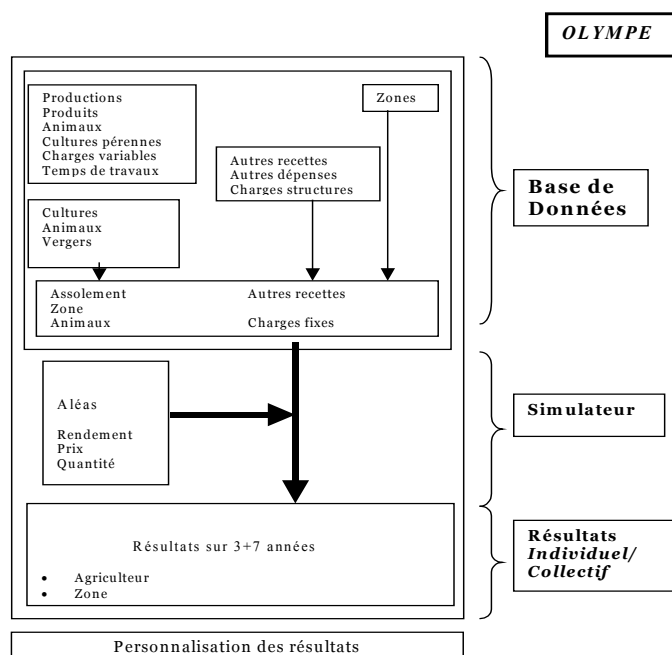 OLYMPE
Productions
Produits
Animaux
Cultures pérennes
Charges variables
Temps de travaux
Zones
Autres recettes
Autres dépenses
Charges structures
Cultures
Animaux
Vergers
Base de
Données
Assolement
Zone
Animaux
Autres recettes
Charges fixes
Aléas
Rendement
Prix
Quantité
Simulateur
Résultats sur 3+7 années
• Agriculteur
• Zone
Résultats
Individuel/
Collectif
Personnalisation des résultats